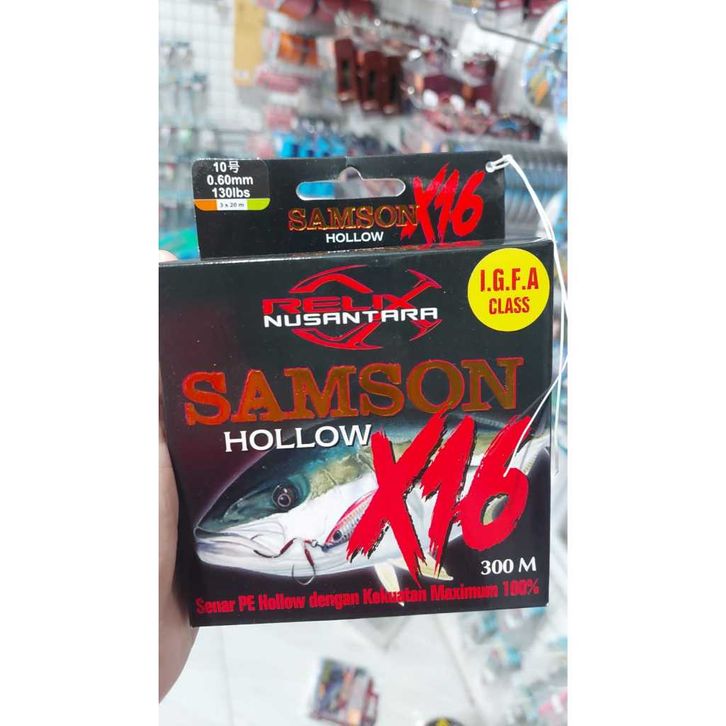 10号
0.60mm
130lbs
3 x 20 m
SAMSON X16
HOLLOW
RELIX
NUSANTARA
I.G.F.A
CLASS
SAMSON
HOLLOW
X16
300 M
Senar PE Hollow dengan Kekuatan Maximum 100%